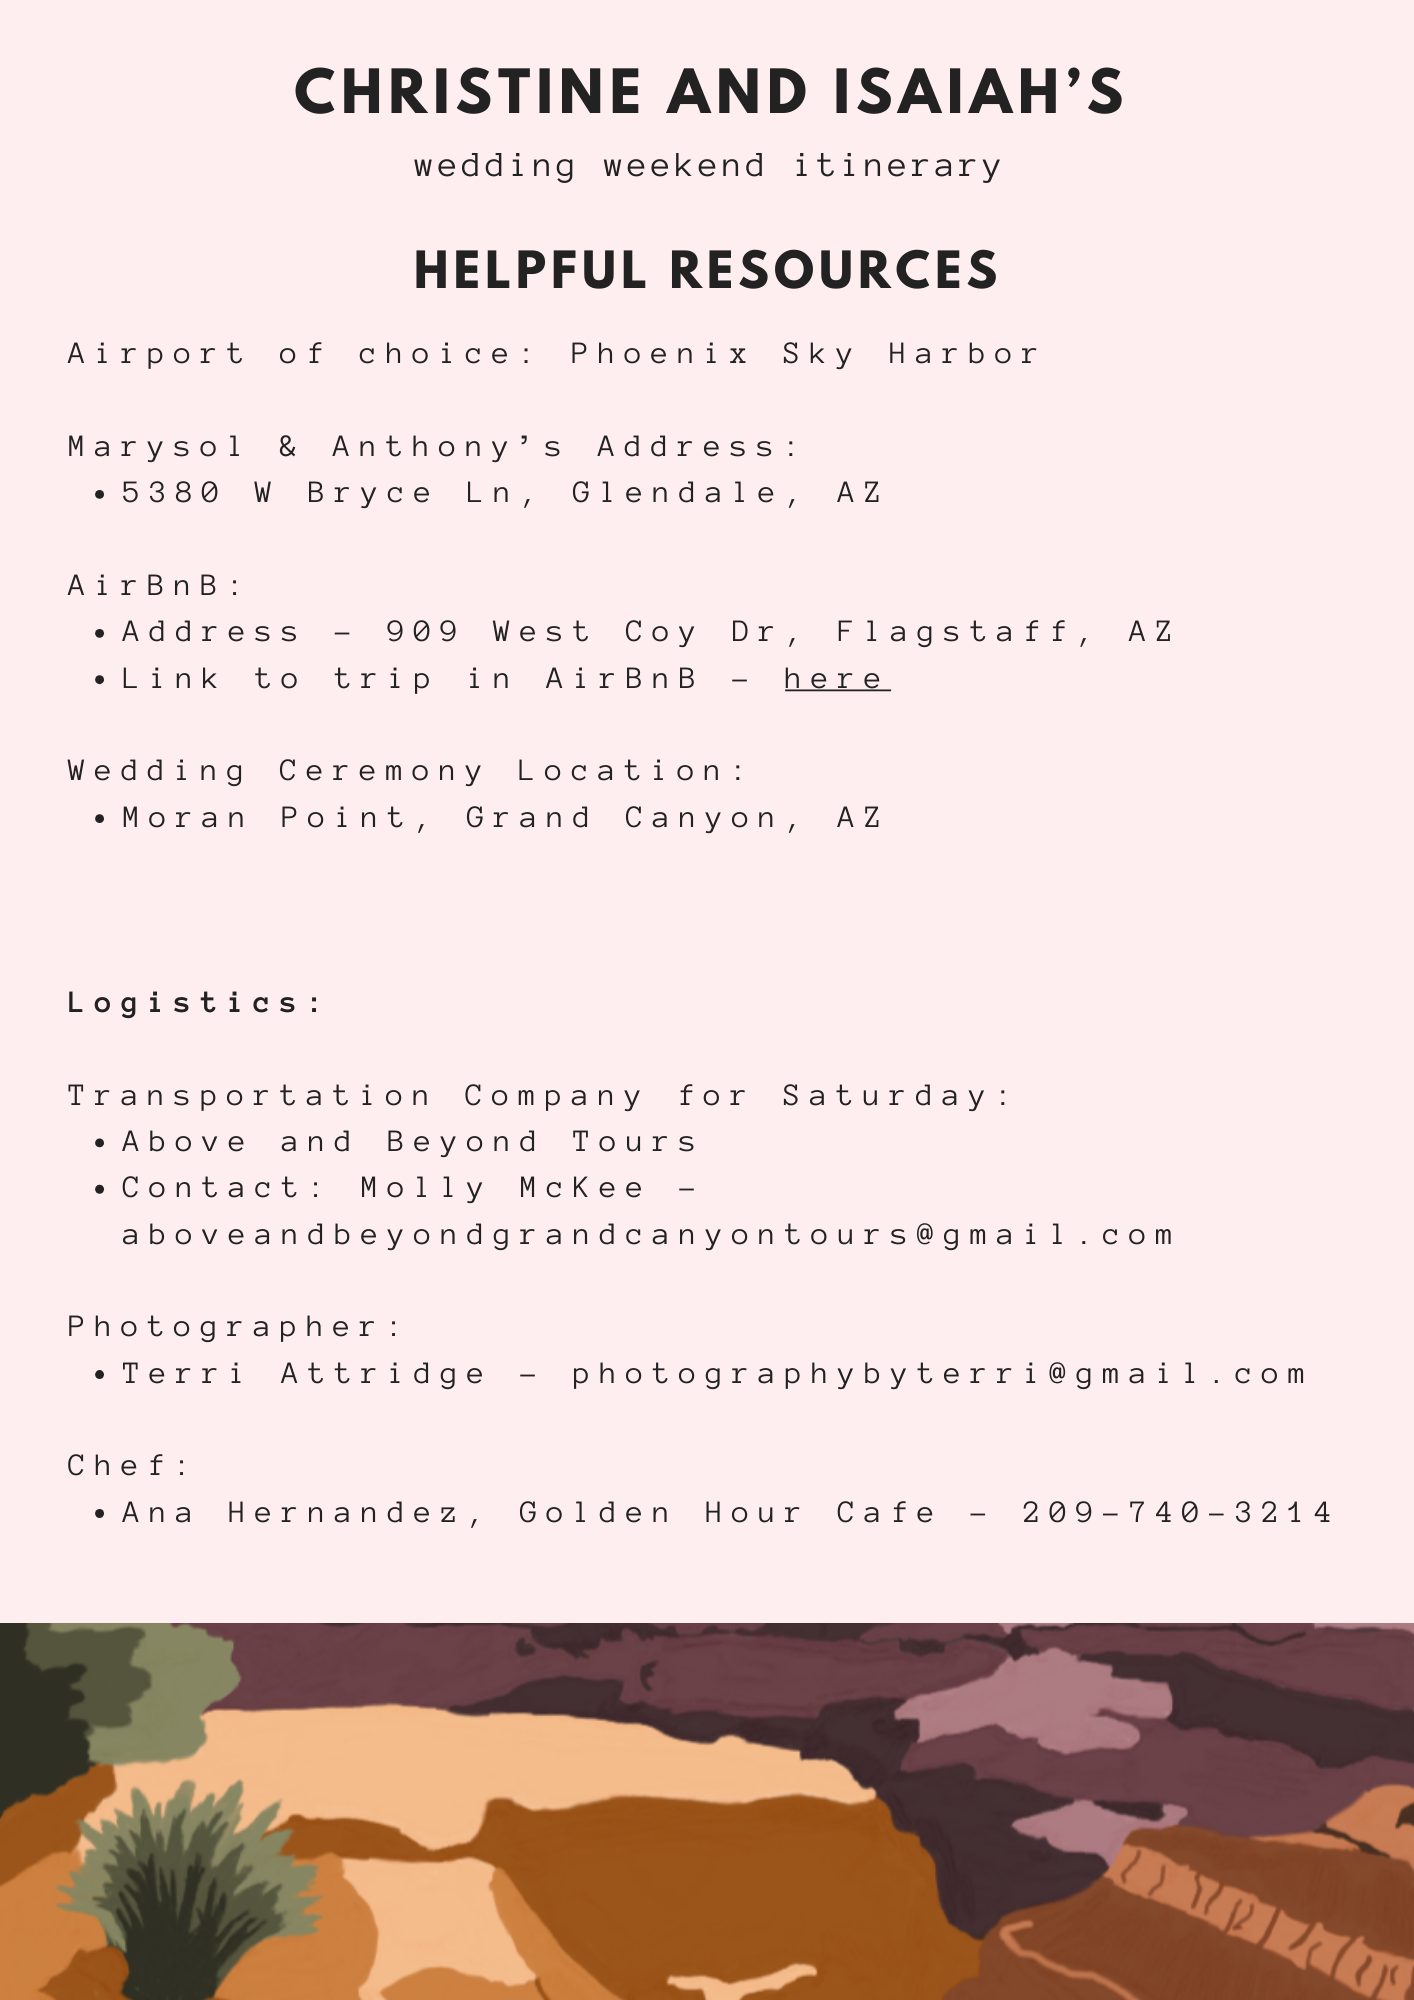 CHRISTINE AND ISAIAH’S
wedding weekend itinerary
HELPFUL RESOURCES
Airport of choice: Phoenix Sky Harbor
Marysol & Anthony’s Address:
• 5380 W Bryce Ln, Glendale, AZ
AirBnB:
• Address – 909 West Coy Dr, Flagstaff, AZ
• Link to trip in AirBnB – here
Wedding Ceremony Location:
• Moran Point, Grand Canyon, AZ
Logistics:
Transportation Company for Saturday:
• Above and Beyond Tours
• Contact: Molly McKee –
aboveandbeyondgrandcanyontours@gmail.com
Photographer:
• Terri Attridge – photographybyterri@gmail.com
Chef:
• Ana Hernandez, Golden Hour Cafe – 209–740–3214